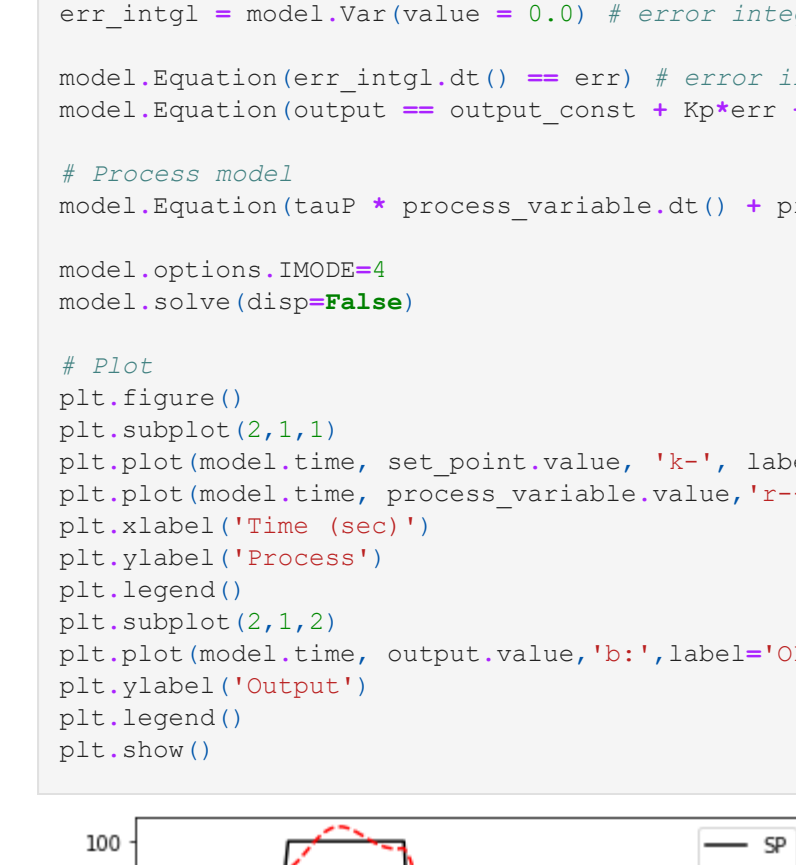 err_intgl = model.Var(value = 0.0) # error
model.Equation(err_intgl.dt() == err) # error
model.Equation(output == output_const + Kp*err
# Process model
model.Equation(tauP * process_variable.dt() +
model.options.IMODE=4
model.solve(disp=False)
# Plot
plt.figure()
plt.subplot(2,1,1)
plt.plot(model.time, set_point.value, 'k-',
plt.plot(model.time, process_variable.value,'r-
plt.xlabel('Time (sec)')
plt.ylabel('Process')
plt.legend()
plt.subplot(2,1,2)
plt.plot(model.time, output.value,'b:',label='O
plt.ylabel('Output')
plt.legend()
plt.show()
100
SP